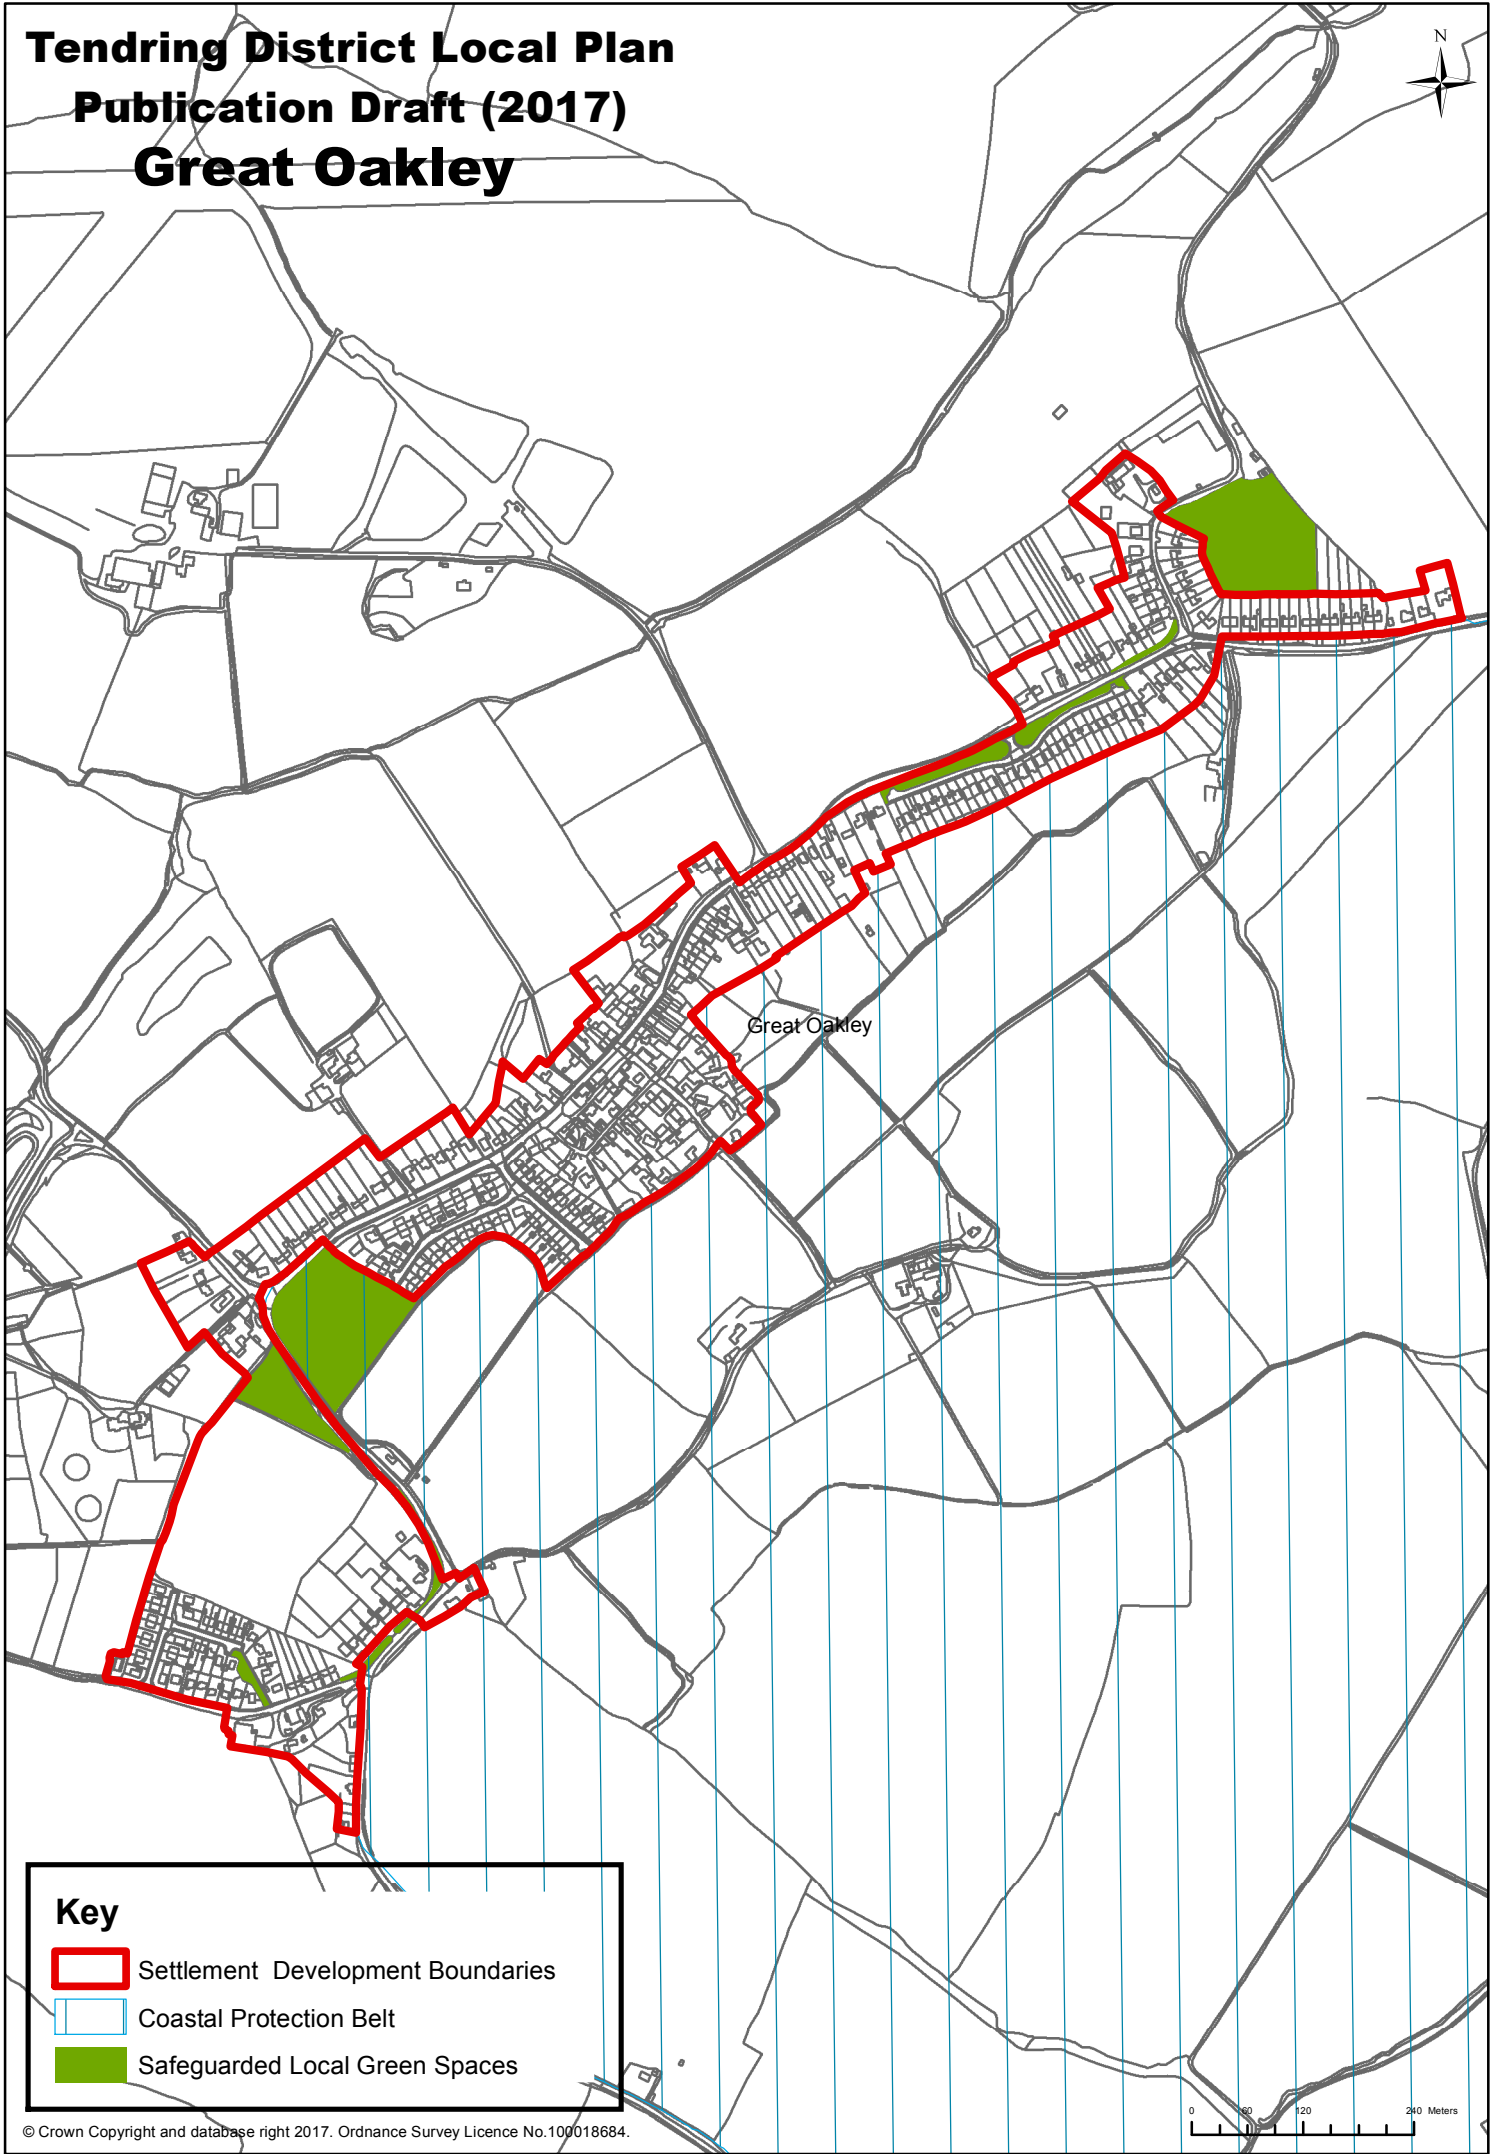 Tendring District Local Plan
Publication Draft (2017)
Great Oakley
N
Great Oakley
Key
Settlement Development Boundaries
Coastal Protection Belt
Safeguarded Local Green Spaces
0 60 120 240 Meters
© Crown Copyright and database right 2017. Ordnance Survey Licence No.100018684.